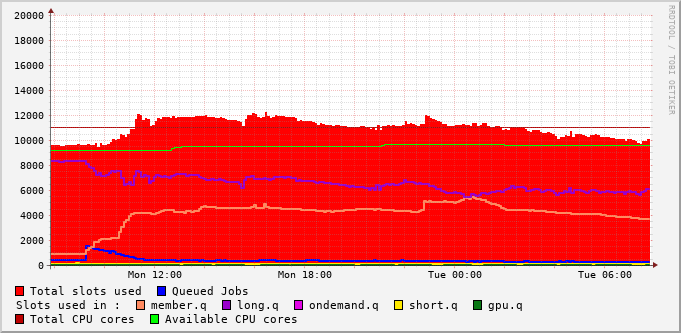 20000
18000
16000
14000
12000
10000
8000
6000
4000
2000
0
Mon 12:00 Mon 18:00 Tue 00:00 Tue 06:00
RRDTOOL / TOBI OETIKER
Total slots used Queued Jobs
Slots used in : member.q long.q ondemand.q short.q gpu.q
Total CPU cores Available CPU cores